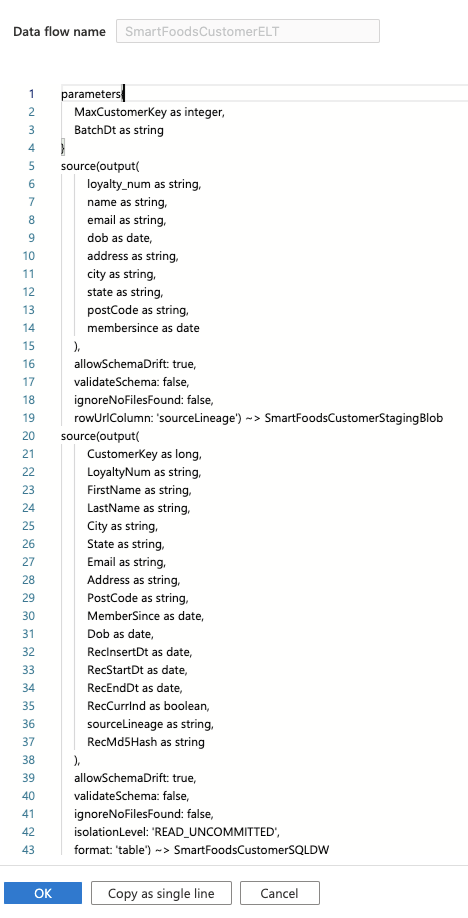 Data flow name SmartFoodsCustomerELT
1 parameters{
2 MaxCustomerKey as integer,
3 BatchDt as string
4 }
5 source(output(
6 loyalty_num as string,
7 name as string,
8 email as string,
9 dob as date,
10 address as string,
11 city as string,
12 state as string,
13 postCode as string,
14 membersince as date
15 ),
16 allowSchemaDrift: true,
17 validateSchema: false,
18 ignoreNoFilesFound: false,
19 rowUrlColumn: 'sourceLineage') ~> SmartFoodsCustomerStagingBlob
20 source(output(
21 CustomerKey as long,
22 LoyaltyNum as string,
23 FirstName as string,
24 LastName as string,
25 City as string,
26 State as string,
27 Email as string,
28 Address as string,
29 PostCode as string,
30 MemberSince as date,
31 Dob as date,
32 RecInsertDt as date,
33 RecStartDt as date,
34 RecEndDt as date,
35 RecCurrInd as boolean,
36 sourceLineage as string,
37 RecMd5Hash as string
38 ),
39 allowSchemaDrift: true,
40 validateSchema: false,
41 ignoreNoFilesFound: false,
42 isolationLevel: 'READ_UNCOMMITTED',
43 format: 'table') ~> SmartFoodsCustomerSQLDW
OK Copy as single line Cancel